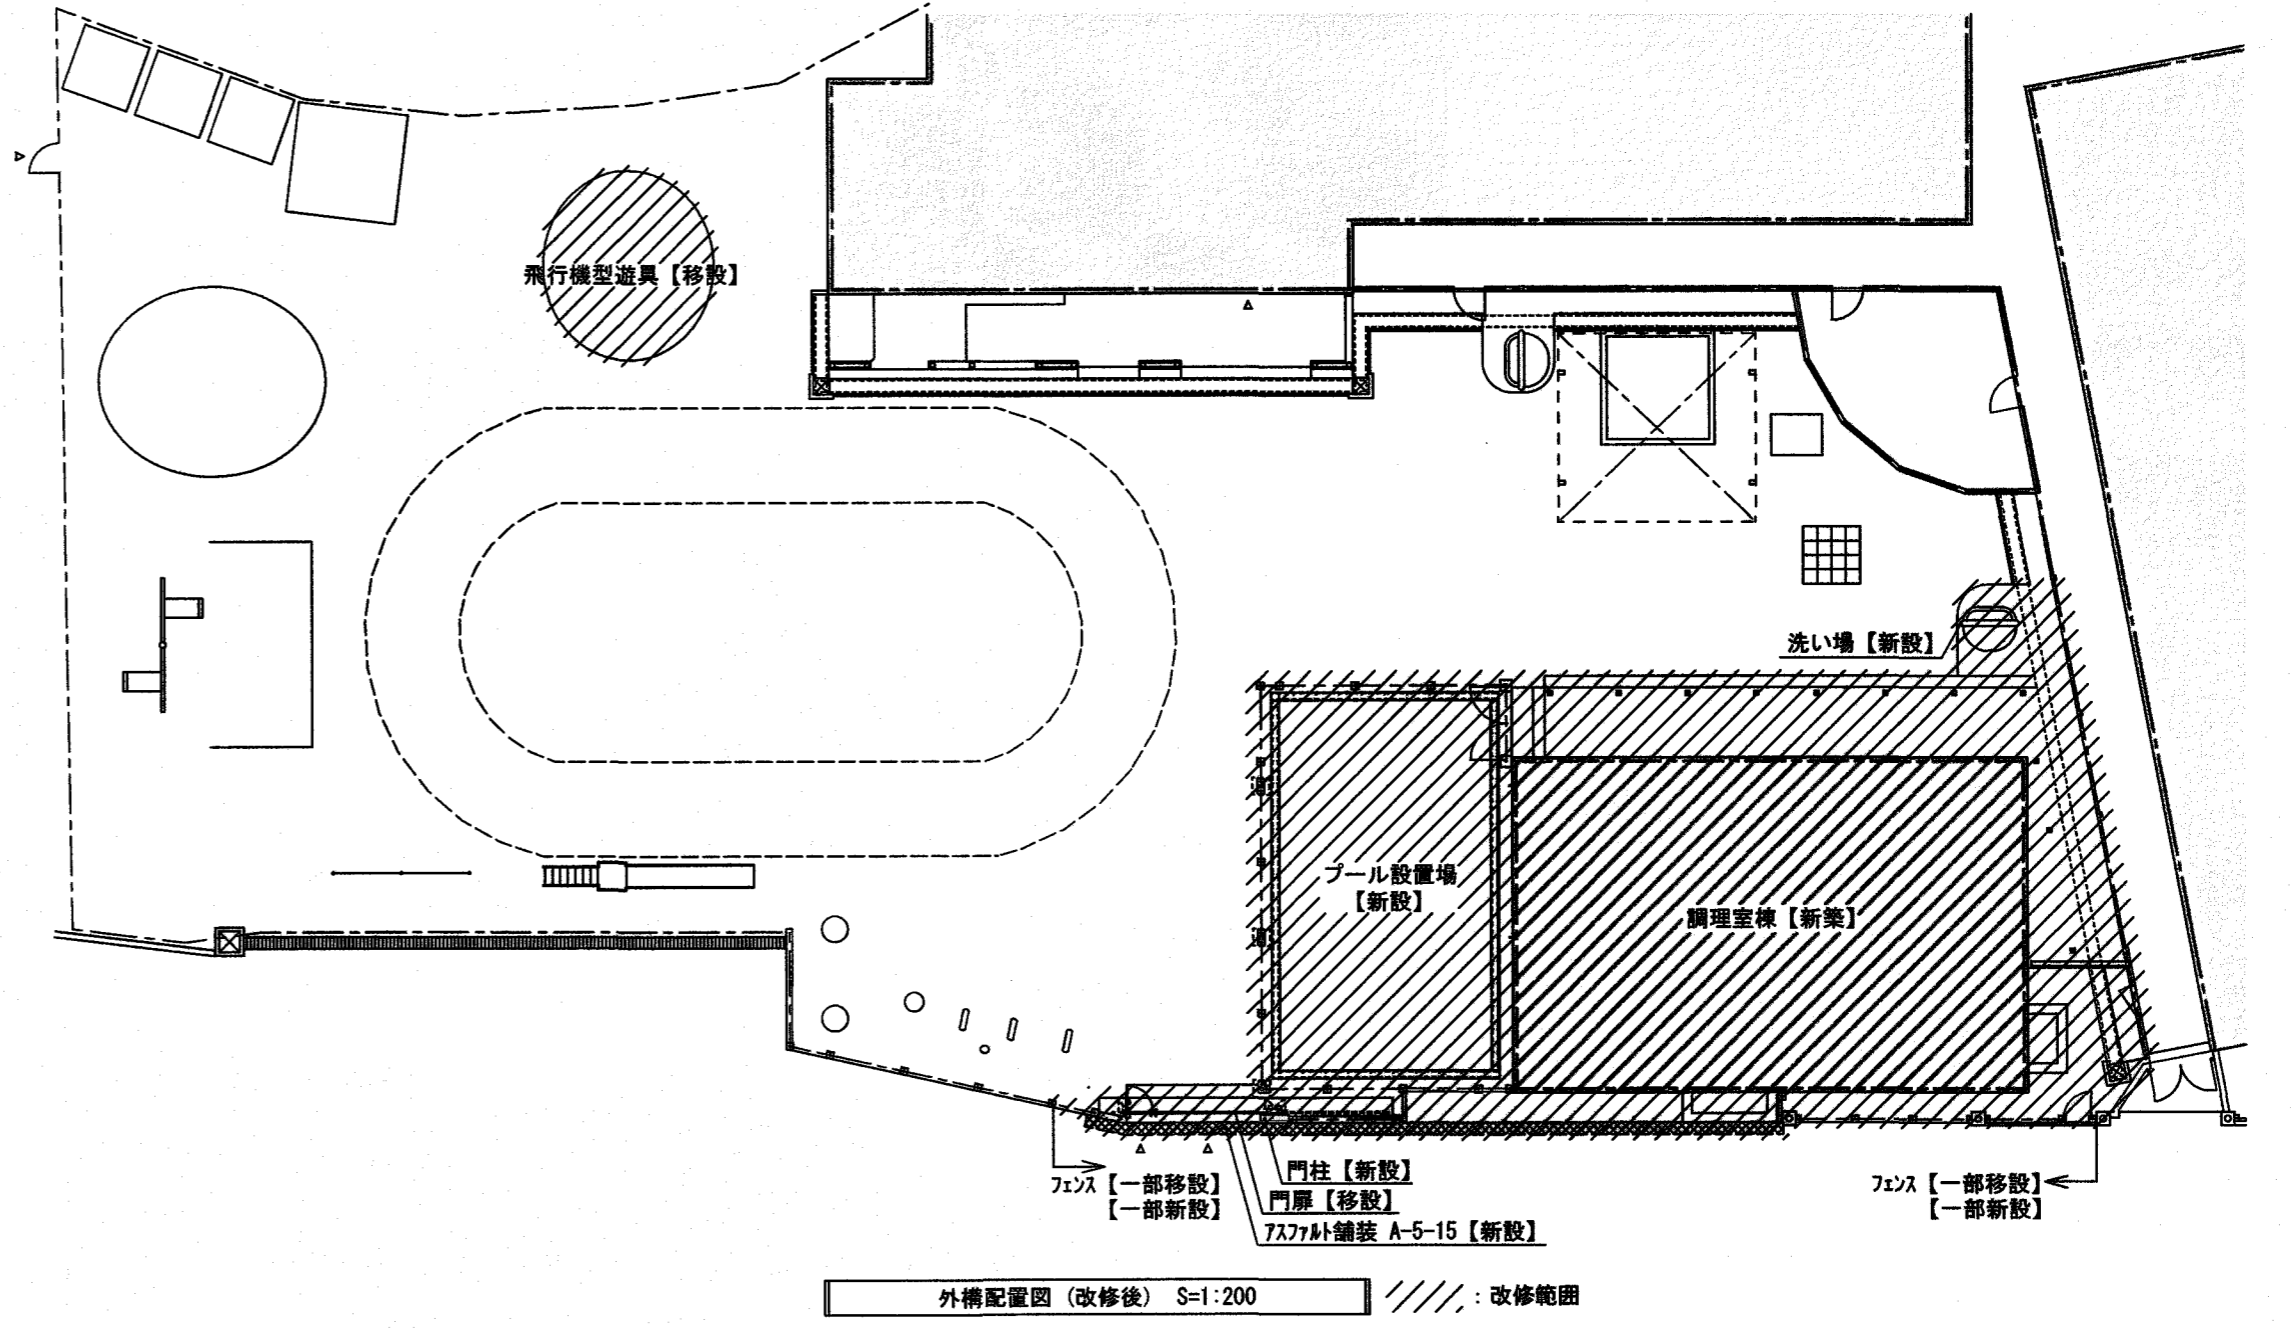 飛行機型遊具【移設】
洗い場【新設】
プール設置場
【新設】
調理室棟【新築】
フェンス【一部移設】
【一部新設】
門柱【新設】
門扉【移設】
アスファルト舗装 A-5-15【新設】
フェンス【一部移設】
【一部新設】
外構配置図（改修後） S=1:200
：改修範囲